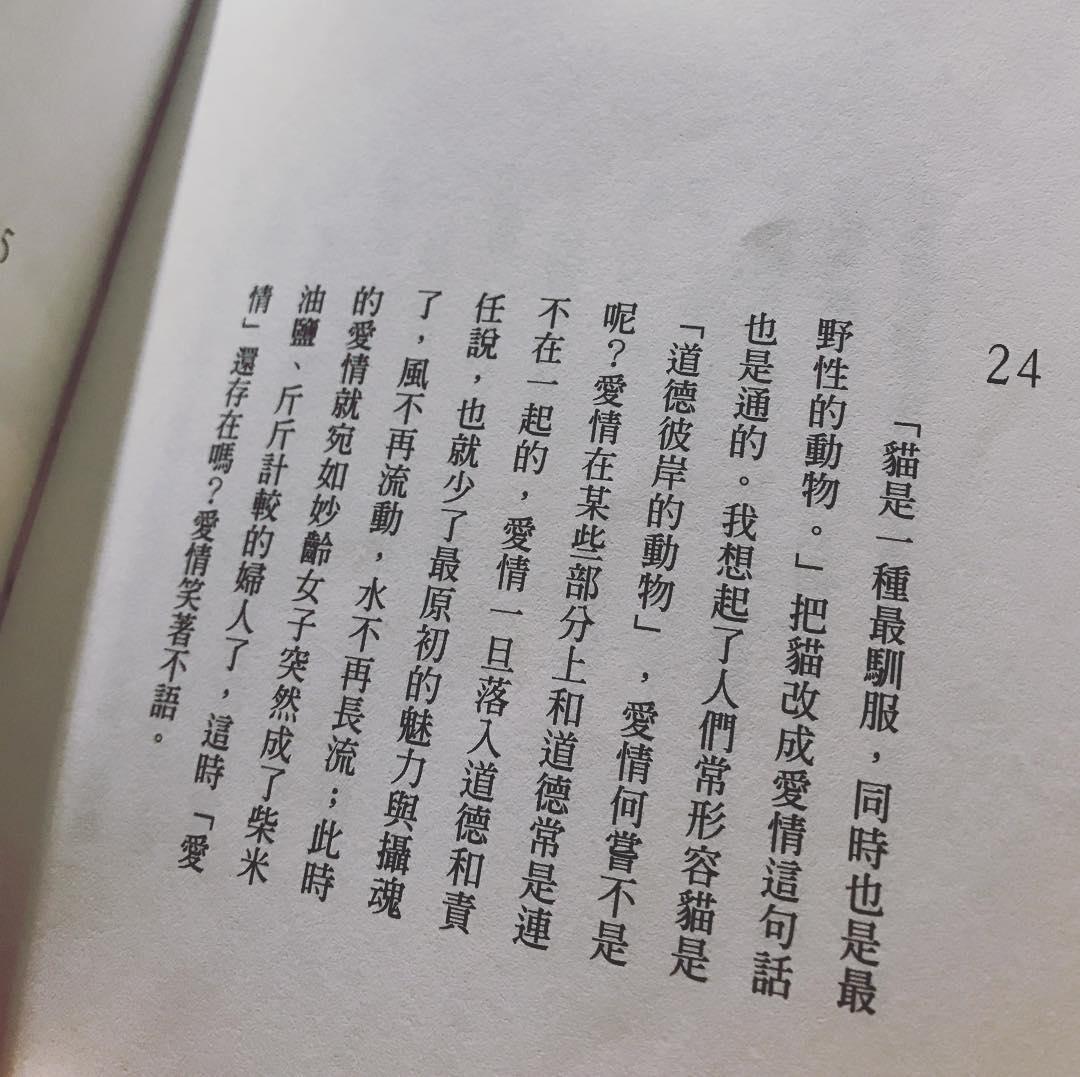 24
「貓是一種最馴服，同時也是最
野性的動物。」把貓改成愛情這句話
也是通的。我想起了人們常形容貓是
「道德彼岸的動物」，愛情何嘗不是
呢？愛情在某些部分上和道德常是連
不在一起的，愛情一旦落入道德和責
任說，也就少了最原初的魅力與攝魂
了，風不再流動，水不再長流；此時
的愛情就宛如妙齡女子突然成了柴米
油鹽、斤斤計較的婦人了，這時「愛
情」還存在嗎？愛情笑著不語。
5